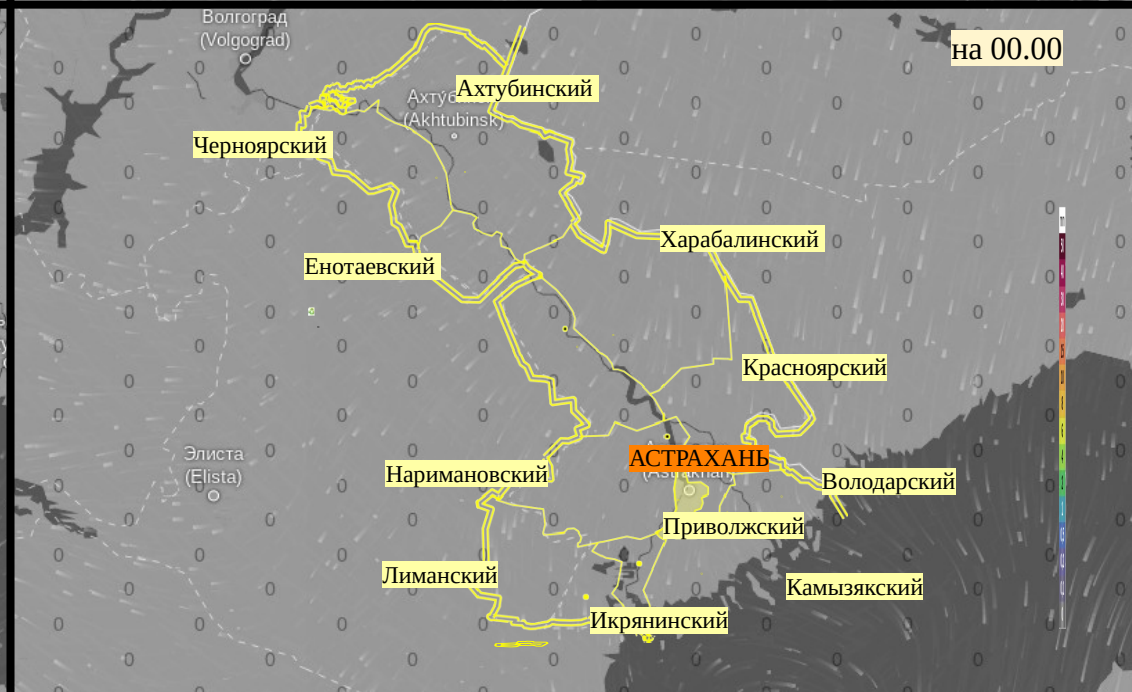 Волгоград
(Volgograd)
на 00.00
Ахтубинский
(Akhtubinsk)
Черноярский
Харабалинский
Енотаевский
Красноярский
Элиста
(Elista)
АСТРАХАНЬ
Наримановский
Володарский
Приволжский
Лиманский
Камызякский
Икрянинский